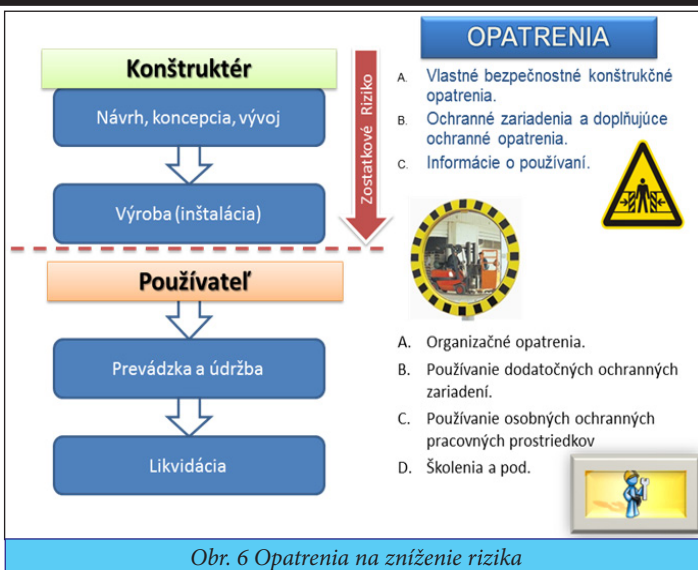 Konštruktér
Návrh, koncepcia, vývoj
Výroba (inštalácia)
Zostatkové Riziko
Používateľ
Prevádzka a údržba
Likvidácia
OPATRENIA
A. Vlastné bezpečnostné konštrukčné
opatrenia.
B. Ochranné zariadenia a doplňujúce
ochranné opatrenia.
C. Informácie o používaní.
A. Organizačné opatrenia.
B. Používanie dodatočných ochranných
zariadení.
C. Používanie osobných ochranných
pracovných prostriedkov
D. Školenia a pod.
Obr. 6 Opatrenia na zníženie rizika